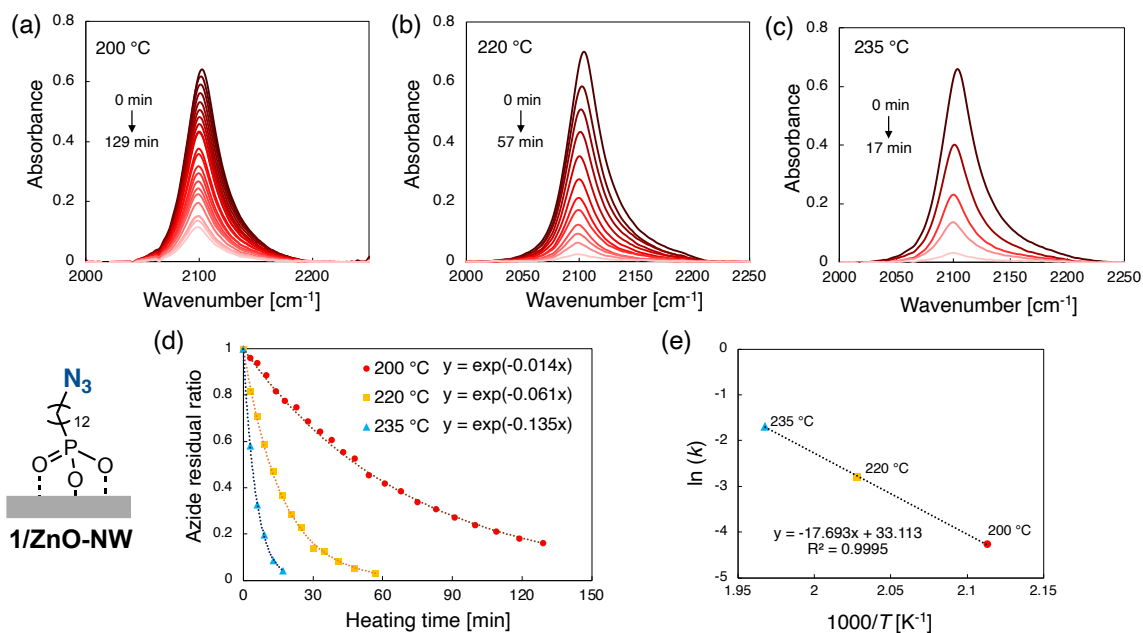 (a)
200 °C
0 min
129 min
Absorbance
0.8
0.6
0.4
0.2
0
2000
2100
2200
Wavenumber [cm⁻¹]
(b)
220 °C
0 min
57 min
Absorbance
0.8
0.6
0.4
0.2
0
2000 2050 2100 2150 2200 2250
Wavenumber [cm⁻¹]
(c)
235 °C
0 min
17 min
Absorbance
0.8
0.6
0.4
0.2
0
2000 2050 2100 2150 2200 2250
Wavenumber [cm⁻¹]
N₃
12
O P O
O
1/ZnO-NW
(d)
200 °C y = exp(-0.014x)
220 °C y = exp(-0.061x)
235 °C y = exp(-0.135x)
Azide residual ratio
1
0.8
0.6
0.4
0.2
0
0 30 60 90 120 150
Heating time [min]
(e)
235 °C
220 °C
200 °C
y = -17.693x + 33.113
R² = 0.9995
ln (k)
0
-1
-2
-3
-4
-5
1.95 2 2.05 2.1 2.15
1000/T [K⁻¹]